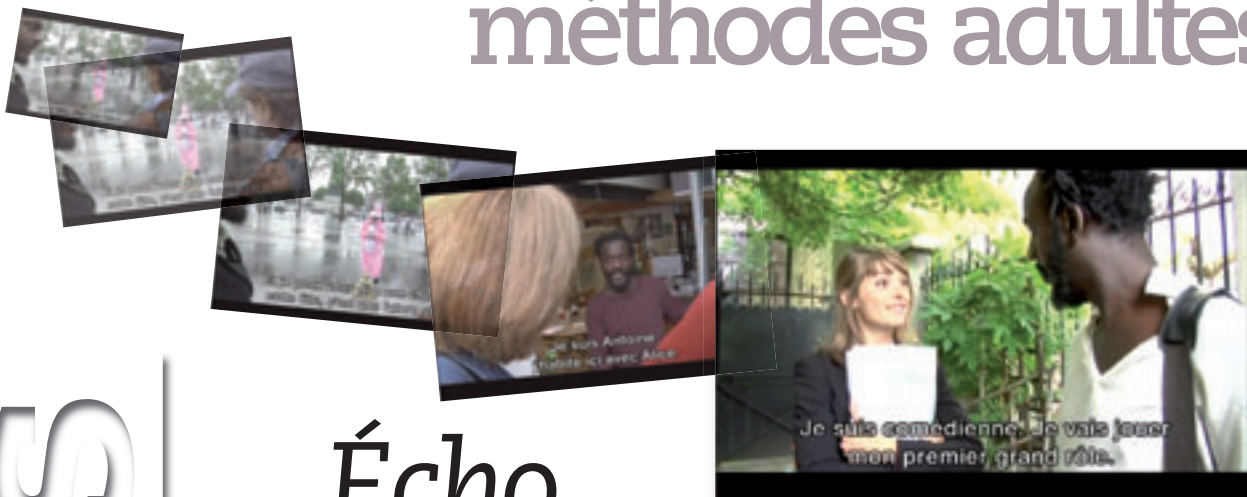 méthodes adultes
Je suis Antoine
habite ici avec Alice
Je suis comédienne. Je vais jouer
mon premier grand rôle.
Écho